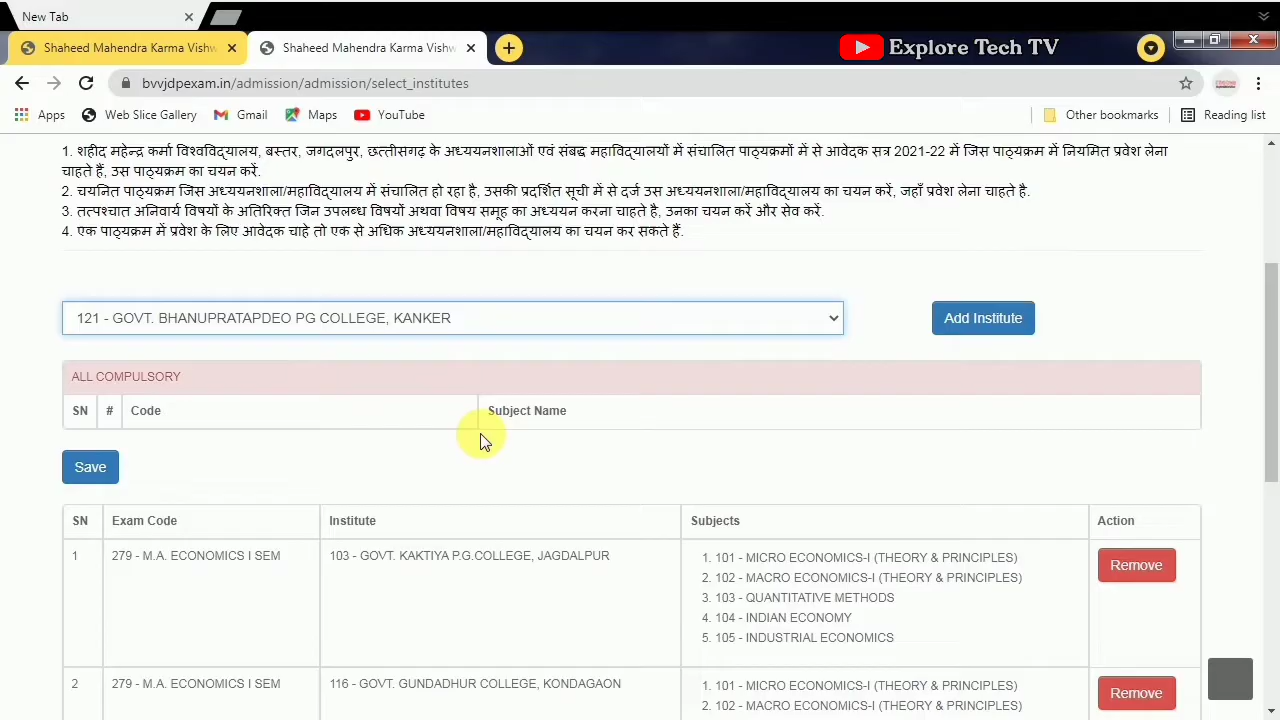 New Tab
Shaheed Mahendra Karma Vishw
Shaheed Mahendra Karma Vishw
Explore Tech TV
bvvjdpexam.in/admission/admission/select_institutes
Apps Web Slice Gallery Gmail Maps YouTube Other bookmarks Reading list
1. शहीद महेन्द्र कर्मा विश्वविद्यालय, बस्तर, जगदलपुर, छत्तीसगढ़ के अध्ययनशालाओं एवं संबद्ध महाविद्यालयों में संचालित पाठ्यक्रमों में से आवेदक सत्र 2021-22 में जिस पाठ्यक्रम में नियमित प्रवेश लेना
चाहते हैं, उस पाठ्यक्रम का चयन करें.
2. चयनित पाठ्यक्रम जिस अध्ययनशाला/महाविद्यालय में संचालित हो रहा है, उसकी प्रदर्शित सूची में से दर्ज उस अध्ययनशाला/महाविद्यालय का चयन करें, जहाँ प्रवेश लेना चाहते है.
3. तत्पश्चात अनिवार्य विषयों के अतिरिक्त जिन उपलब्ध विषयों अथवा विषय समूह का अध्ययन करना चाहते है, उनका चयन करें और सेव करें.
4. एक पाठ्यक्रम में प्रवेश के लिए आवेदक चाहे तो एक से अधिक अध्ययनशाला/महाविद्यालय का चयन कर सकते हैं.
121 - GOVT. BHANUPRATAPDEO PG COLLEGE, KANKER
Add Institute
ALL COMPULSORY
SN # Code Subject Name
Save
SN Exam Code Institute Subjects Action
1 279 - M.A. ECONOMICS I SEM 103 - GOVT. KAKTIYA P.G.COLLEGE, JAGDALPUR 1. 101 - MICRO ECONOMICS-I (THEORY & PRINCIPLES) Remove
2. 102 - MACRO ECONOMICS-I (THEORY & PRINCIPLES)
3. 103 - QUANTITATIVE METHODS
4. 104 - INDIAN ECONOMY
5. 105 - INDUSTRIAL ECONOMICS
2 279 - M.A. ECONOMICS I SEM 116 - GOVT. GUNDADHUR COLLEGE, KONDAGAON 1. 101 - MICRO ECONOMICS-I (THEORY & PRINCIPLES) Remove
2. 102 - MACRO ECONOMICS-I (THEORY & PRINCIPLES)